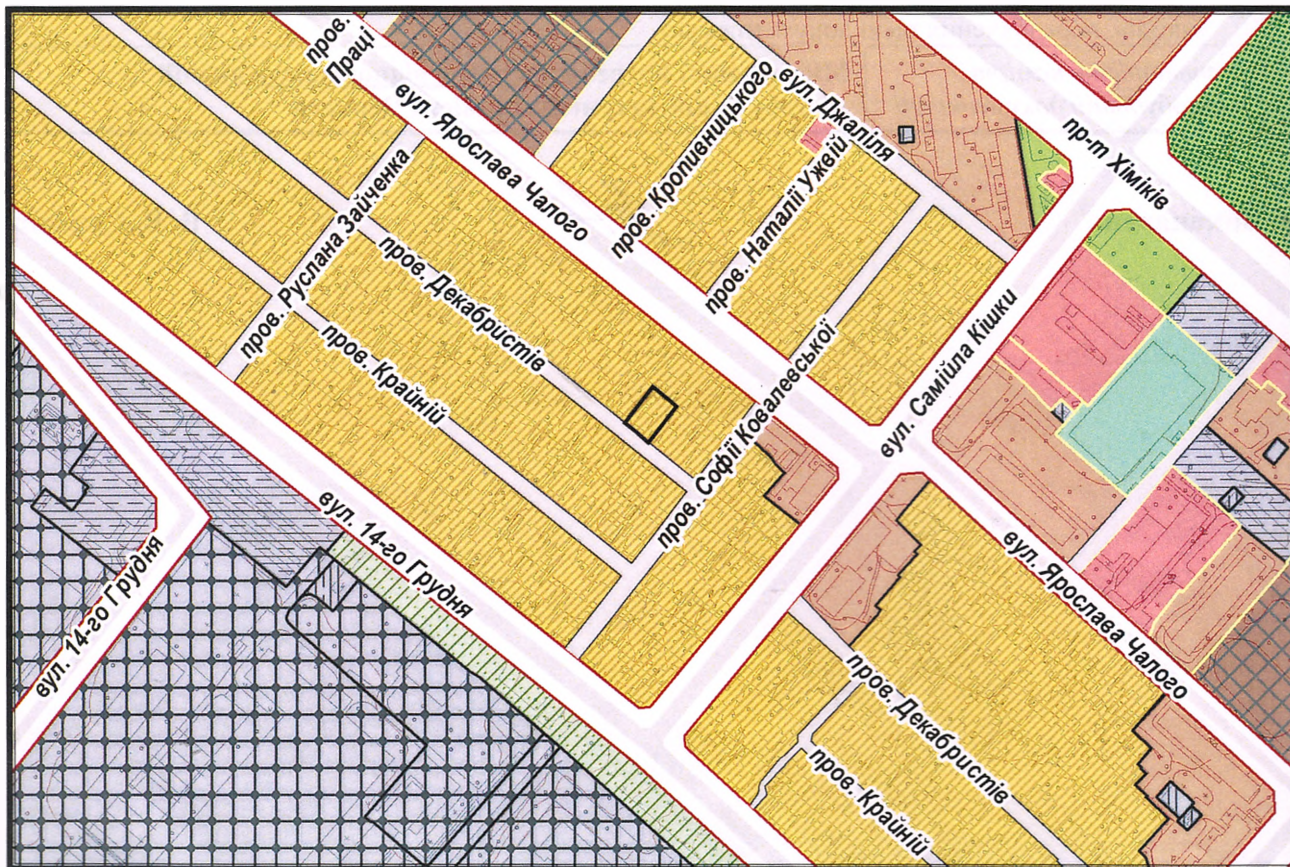 пров.
Праці
вул. Ярослава Чалого
пров. Кропивницького
вул. Джаліля
пров. Наталії Ужвій
пр-т Хіміків
пров. Руслана Зайченка
пров. Декабристів
пров. Крайній
пров. Софії Ковалевської
вул. Самійла Кішки
вул. 14-го Грудня
вул. 14-го Грудня
вул. Ярослава Чалого
пров. Декабристів
пров. Крайній